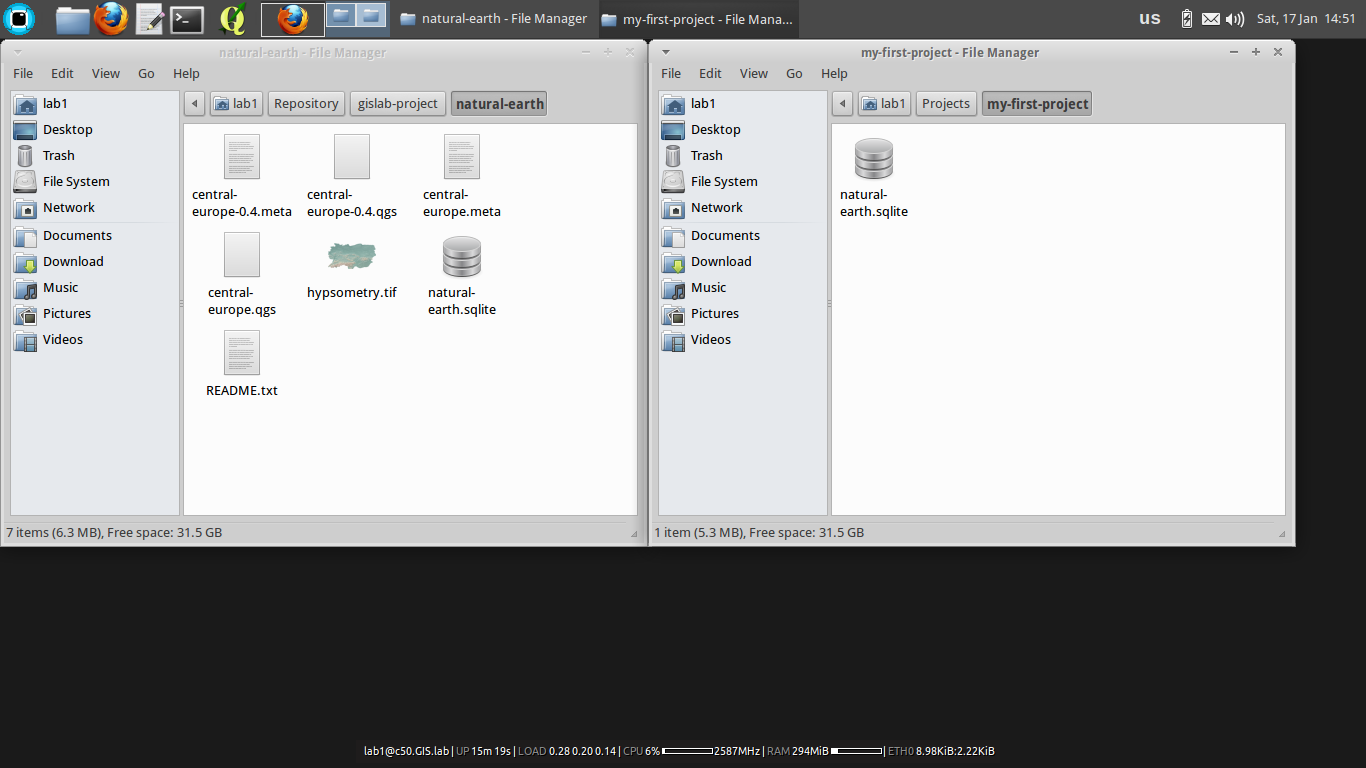 natural-earth - File Manager
my-first-project - File Mana...
us
Sat, 17 Jan 14:51
natural-earth - File Manager
File Edit View Go Help
lab1
Desktop
Trash
File System
Network
Documents
Download
Music
Pictures
Videos
lab1 Repository gislab-project natural-earth
central-
europe-0.4.meta
central-
europe-0.4.qgs
central-
europe.meta
central-
europe.qgs
hypsometry.tif
natural-
earth.sqlite
README.txt
7 items (6.3 MB), Free space: 31.5 GB
my-first-project - File Manager
File Edit View Go Help
lab1
Desktop
Trash
File System
Network
Documents
Download
Music
Pictures
Videos
lab1 Projects my-first-project
natural-
earth.sqlite
1 item (5.3 MB), Free space: 31.5 GB
lab1@c50.GIS.lab | UP 15m 19s | LOAD 0.28 0.20 0.14 | CPU 6% 2587MHz | RAM 294MiB | ETH0 8.98KiB:2.22KiB